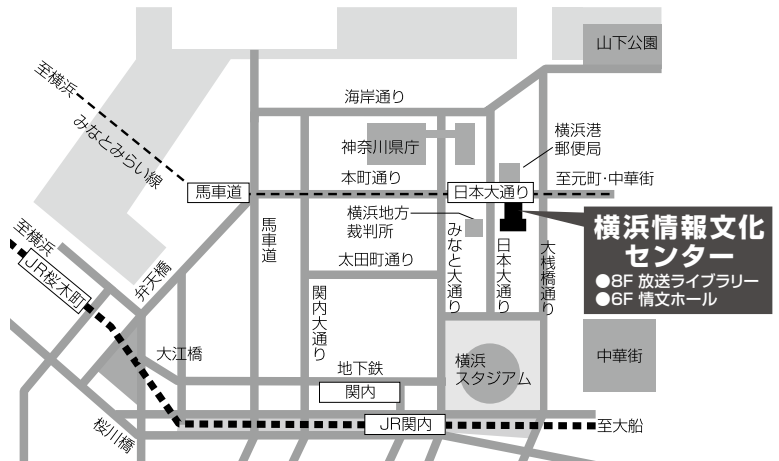 山下公園
至横浜
みなとみらい線
海岸通り
神奈川県庁
横浜港
郵便局
本町通り
馬車道
日本大通り
至元町・中華街
横浜地方
裁判所
太田町通り
馬車道
関内大通り
みなと大通り
日本大通り
大桟橋通り
横浜情報文化
センター
●8F 放送ライブラリー
●6F 情文ホール
至横浜
JR桜木町
弁天橋
大江橋
桜川橋
地下鉄
関内
横浜
スタジアム
中華街
JR関内
至大船